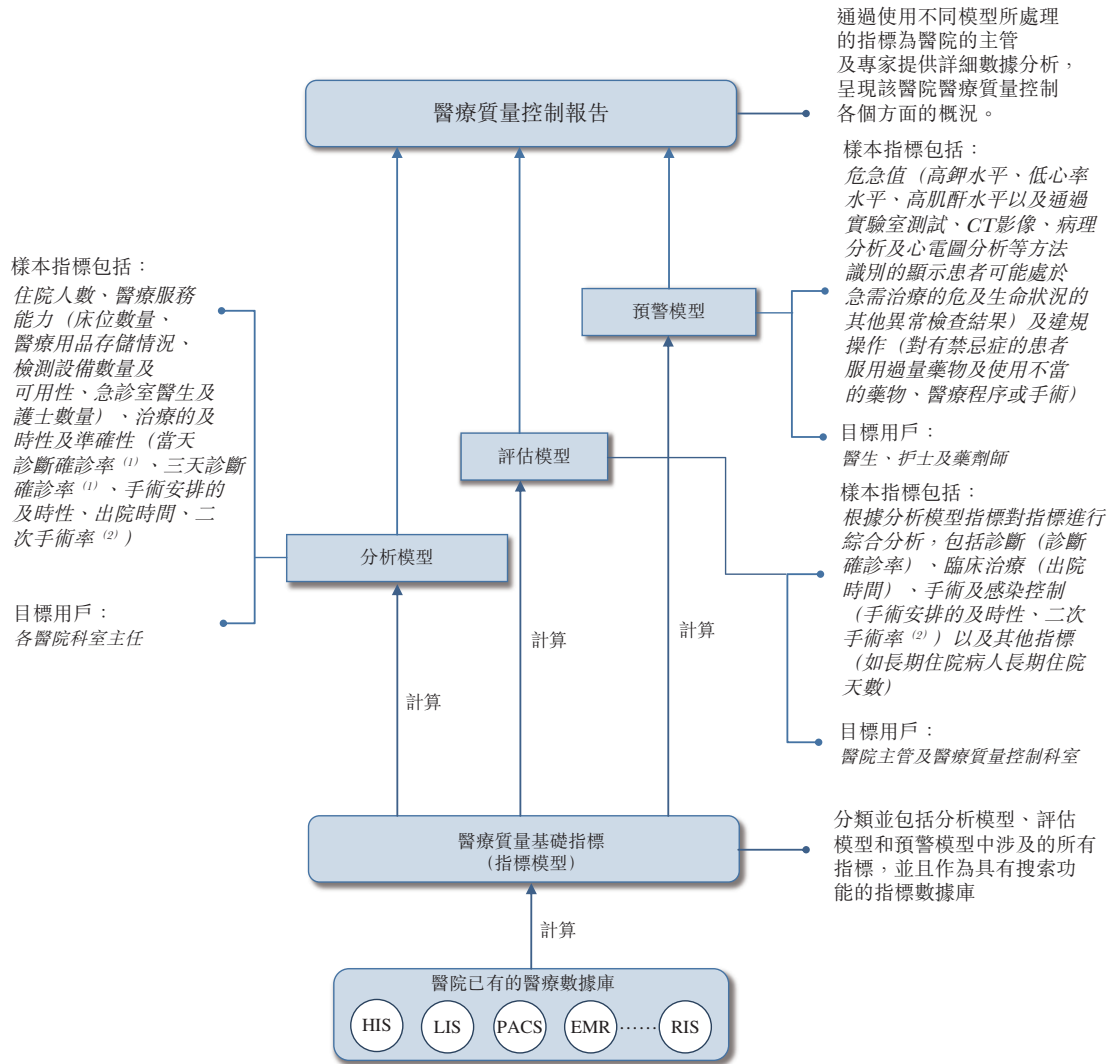 通過使用不同模型所處理
的指標為醫院的主管
及專家提供詳細數據分析，
呈現該醫院醫療質量控制
各個方面的概況。
醫療質量控制報告
樣本指標包括：
危急值（高鉀水平、低心率
水平、高肌酐水平以及通過
實驗室測試、CT影像、病理
分析及心電圖分析等方法
識別的顯示患者可能處於
急需治療的危及生命狀況的
其他異常檢查結果）及違規
操作（對有禁忌症的患者
服用過量藥物及使用不當
的藥物、醫療程序或手術）
目標用戶：
醫生、护士及藥劑師
預警模型
樣本指標包括：
住院人數、醫療服務
能力（床位數量、
醫療用品存儲情況、
檢測設備數量及
可用性、急診室醫生及
護士數量）、治療的及
時性及準確性（當天
診斷確診率⁽¹⁾、三天診斷
確診率⁽¹⁾、手術安排的
及時性、出院時間、二
次手術率⁽²⁾）
目標用戶：
各醫院科室主任
評估模型
分析模型
樣本指標包括：
根據分析模型指標對指標進行
綜合分析，包括診斷（診斷
確診率）、臨床治療（出院
時間）、手術及感染控制
（手術安排的及時性、二次
手術率⁽²⁾）以及其他指標
（如長期住院病人長期住院
天數）
目標用戶：
醫院主管及醫療質量控制科室
計算
計算
計算
醫療質量基礎指標
（指標模型）
分類並包括分析模型、評估
模型和預警模型中涉及的所有
指標，並且作為具有搜索功
能的指標數據庫
計算
醫院已有的醫療數據庫
HIS LIS PACS EMR ······ RIS